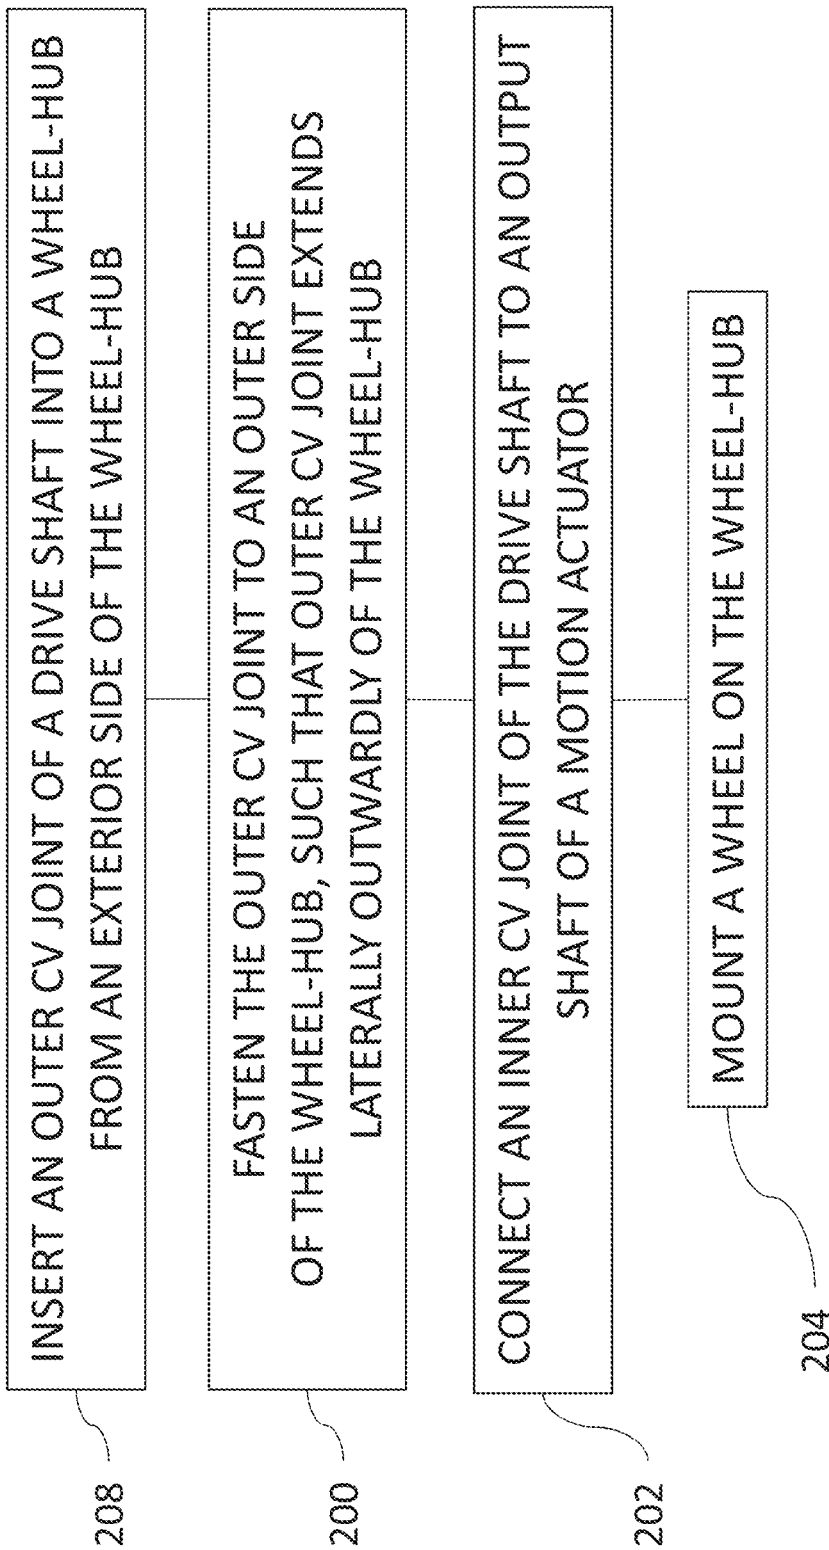 INSERT AN OUTER CV JOINT OF A DRIVE SHAFT INTO A WHEEL-HUB
FROM AN EXTERIOR SIDE OF THE WHEEL-HUB
208
FASTEN THE OUTER CV JOINT TO AN OUTER SIDE
OF THE WHEEL-HUB, SUCH THAT OUTER CV JOINT EXTENDS
LATERALLY OUTWARDLY OF THE WHEEL-HUB
200
CONNECT AN INNER CV JOINT OF THE DRIVE SHAFT TO AN OUTPUT
SHAFT OF A MOTION ACTUATOR
202
MOUNT A WHEEL ON THE WHEEL-HUB
204